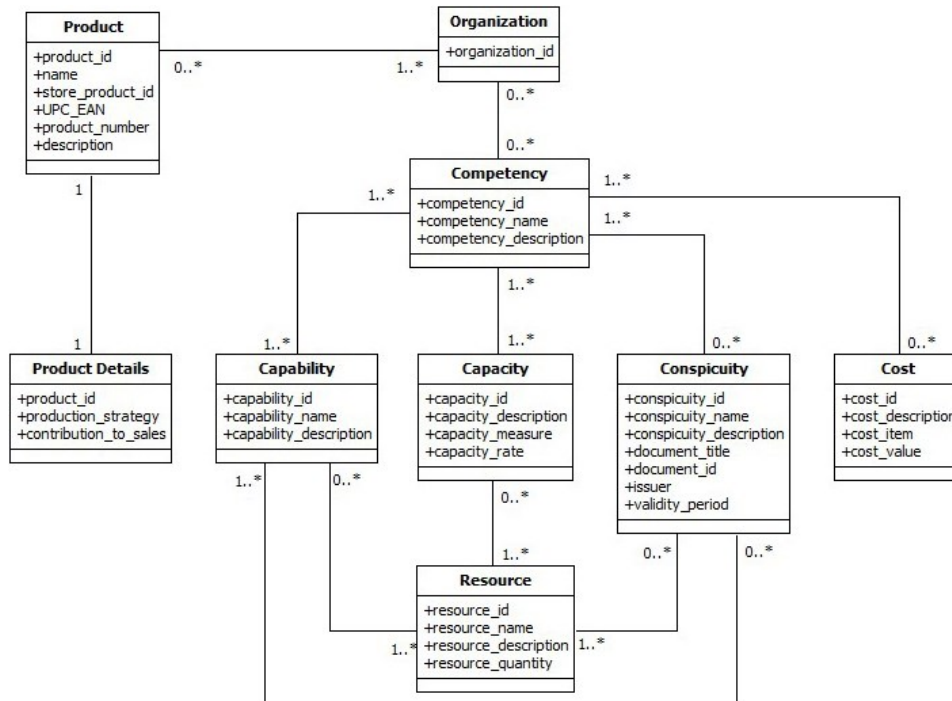 Product
+product_id
+name
+store_product_id
+UPC_EAN
+product_number
+description
Organization
+organization_id
0..*
1..*
0..*
0..*
Competency
+competency_id
+competency_name
+competency_description
1
1..*
1..*
1..*
1..*
1
1..*
1..*
0..*
0..*
Product Details
+product_id
+production_strategy
+contribution_to_sales
Capability
+capability_id
+capability_name
+capability_description
Capacity
+capacity_id
+capacity_description
+capacity_measure
+capacity_rate
Conspicuity
+conspicuity_id
+conspicuity_name
+conspicuity_description
+document_title
+document_id
+issuer
+validity_period
Cost
+cost_id
+cost_description
+cost_item
+cost_value
1..*
0..*
0..*
0..*
0..*
1..*
Resource
+resource_id
+resource_name
+resource_description
+resource_quantity
1..*
1..*